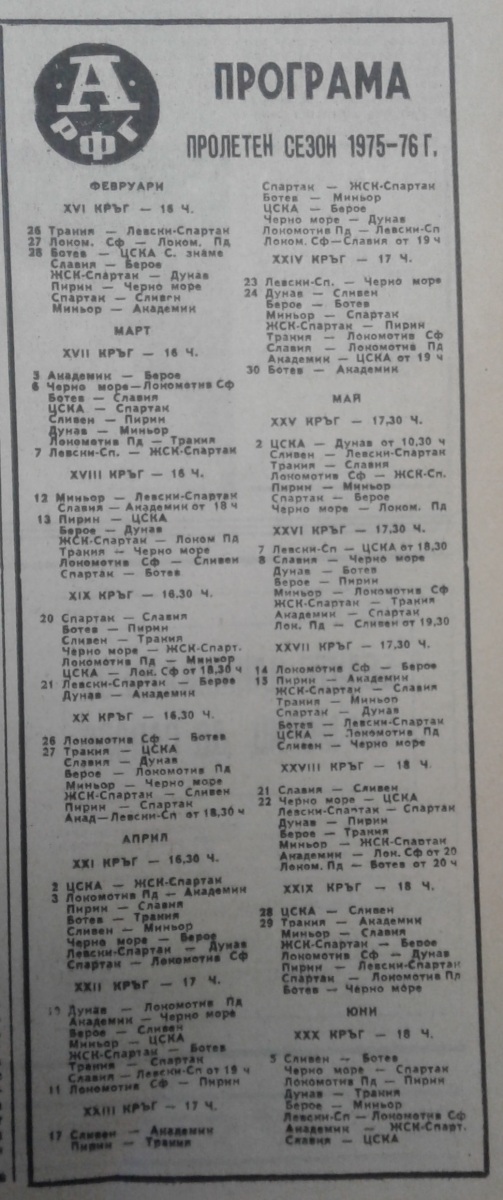 А
РФГ
ПРОГРАМА
ПРОЛЕТЕН СЕЗОН 1975–76 Г.
ФЕВРУАРИ
XVI КРЪГ — 16 Ч.
26 Тракия — Левски-Спартак
27 Локом. Сф — Локом. Пд
28 Ботев — ЦСКА С. знаме
Славия — Берое
ЖСК-Спартак — Дунав
Пирин — Черно море
Спартак — Сливен
Миньор — Академик
МАРТ
XVII КРЪГ — 16 Ч.
3 Академик — Берое
6 Черно море—Локомотив Сф
Ботев — Славия
ЦСКА — Спартак
Сливен — Пирин
Дунав — Миньор
Локомотив Пд — Тракия
7 Левски-Сп. — ЖСК-Спартак
XVIII КРЪГ — 16 Ч.
12 Миньор — Левски-Спартак
Славия — Академик от 18 ч
13 Пирин — ЦСКА
Берое — Дунав
ЖСК-Спартак — Локом Пд
Тракия — Черно море
Локомотив Сф — Сливен
Спартак — Ботев
XIX КРЪГ — 16.30 Ч.
20 Спартак — Славия
Ботев — Пирин
Сливен — Тракия
Черно море — ЖСК-Спарт.
Локомотив Пд — Миньор
ЦСКА — Лок. Сф от 18,30 ч
21 Левски-Спартак — Берое
Дунав — Академик
XX КРЪГ — 16.30 Ч.
26 Локомотив Сф — Ботев
27 Тракия — ЦСКА
Славия — Дунав
Берое — Локомотив Пд
Миньор — Черно море
ЖСК-Спартак — Сливен
Пирин — Спартак
Акад—Левски-Сп от 18,30 ч
АПРИЛ
XXI КРЪГ — 16,30 Ч.
2 ЦСКА — ЖСК-Спартак
3 Локомотив Пд — Академик
Пирин — Славия
Ботев — Тракия
Сливен — Миньор
Черно море — Берое
Левски-Спартак — Дунав
Спартак — Локомотив Сф
XXII КРЪГ — 17 Ч.
Дунав — Локомотив Пд
Академик — Черно море
Берое — Сливен
Миньор — ЦСКА
ЖСК-Спартак — Ботев
Тракия — Спартак
Славия — Левски-Сп от 19 ч
11 Локомотив Сф — Пирин
XXIII КРЪГ — 17 Ч.
17 Сливен — Академик
Пирин — Тракия
Спартак — ЖСК-Спартак
Ботев — Миньор
ЦСКА — Берое
Черно море — Дунав
Локомотив Пд — Левски-Сп
Локом. Сф—Славия от 19 ч
XXIV КРЪГ — 17 Ч.
23 Левски-Сп. — Черно море
24 Дунав — Сливен
Берое — Ботев
Миньор — Спартак
ЖСК-Спартак — Пирин
Тракия — Локомотив Сф
Славия — Локомотив Пд
Академик — ЦСКА от 19 ч
30 Ботев — Академик
МАЙ
XXV КРЪГ — 17,30 Ч.
2 ЦСКА — Дунав от 10,30 ч
Сливен — Левски-Спартак
Тракия — Славия
Локомотив Сф — ЖСК-Сп.
Пирин — Миньор
Спартак — Берое
Черно море — Локом. Пд
XXVI КРЪГ — 17.30 Ч.
7 Левски-Сп — ЦСКА от 18,30
8 Славия — Черно море
Дунав — Ботев
Берое — Пирин
Миньор — Локомотив Сф
ЖСК-Спартак — Тракия
Академик — Спартак
Лок. Пд — Сливен от 19,30
XXVII КРЪГ — 17,30 Ч.
14 Локомотив Сф — Берое
15 Пирин — Академик
ЖСК-Спартак — Славия
Тракия — Миньор
Спартак — Дунав
Ботев — Левски-Спартак
ЦСКА — Локомотив Пд
Сливен — Черно море
XXVIII КРЪГ — 18 Ч.
21 Славия — Сливен
22 Черно море — ЦСКА
Левски-Спартак — Спартак
Дунав — Пирин
Берое — Тракия
Миньор — ЖСК-Спартак
Академик — Лок. Сф от 20
Локом. Пд — Ботев от 20 ч
XXIX КРЪГ — 18 Ч.
28 ЦСКА — Сливен
29 Тракия — Академик
Миньор — Славия
ЖСК-Спартак — Берое
Локомотив Сф — Дунав
Пирин — Левски-Спартак
Спартак — Локомотив Пд
Ботев — Черно море
ЮНИ
XXX КРЪГ — 18 Ч.
5 Сливен — Ботев
Черно море — Спартак
Локомотив Пд — Пирин
Дунав — Тракия
Берое — Миньор
Левски-Сп — Локомотив Сф
Академик — ЖСК-Спарт.
Славия — ЦСКА